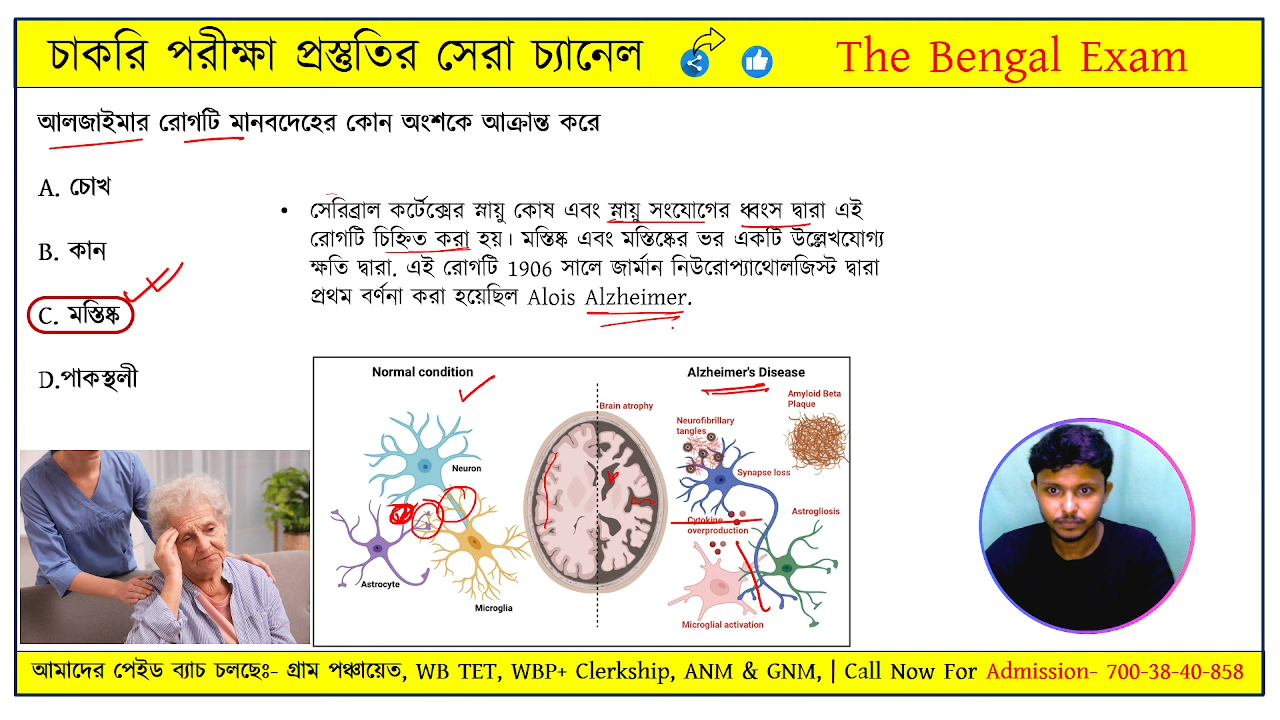 চাকরি পরীক্ষা প্রস্তুতির সেরা চ্যানেল
The Bengal Exam
আলজাইমার রোগটি মানবদেহের কোন অংশকে আক্রান্ত করে
A. চোখ
B. কান
C. মস্তিষ্ক
D.পাকস্থলী
• সেরিব্রাল কর্টেক্সের স্নায়ু কোষ এবং স্নায়ু সংযোগের ধ্বংস দ্বারা এই
রোগটি চিহ্নিত করা হয়। মস্তিষ্ক এবং মস্তিষ্কের ভর একটি উল্লেখযোগ্য
ক্ষতি দ্বারা. এই রোগটি 1906 সালে জার্মান নিউরোপ্যাথোলজিস্ট দ্বারা
প্রথম বর্ণনা করা হয়েছিল Alois Alzheimer.
Normal condition
Neuron
Astrocyte
Microglia
Brain atrophy
Alzheimer's Disease
Amyloid Beta
Plaque
Neurofibrillary
tangles
Synapse loss
Cytokine
overproduction
Astrogliosis
Microglial activation
আমাদের পেইড ব্যাচ চলছেঃ- গ্রাম পঞ্চায়েত, WB TET, WBP+ Clerkship, ANM & GNM, | Call Now For Admission- 700-38-40-858